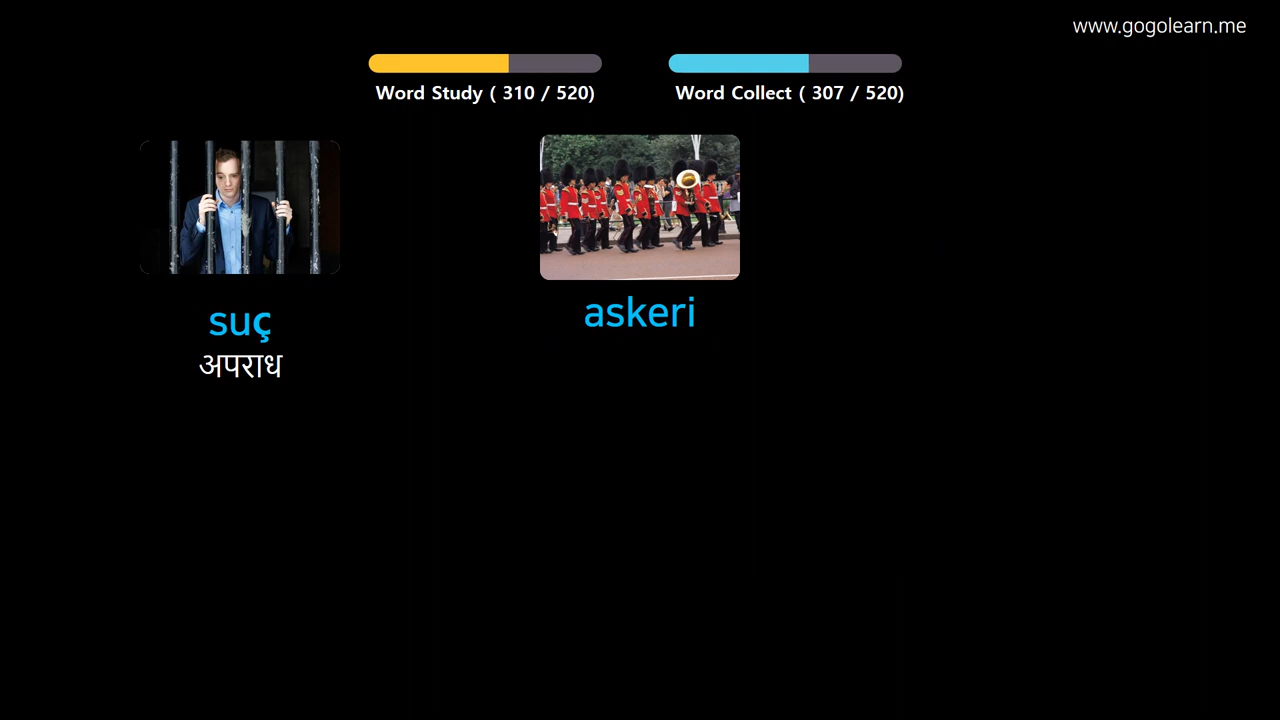 www.gogolearn.me
Word Study ( 310 / 520)
Word Collect ( 307 / 520)
suç
अपराध
askeri